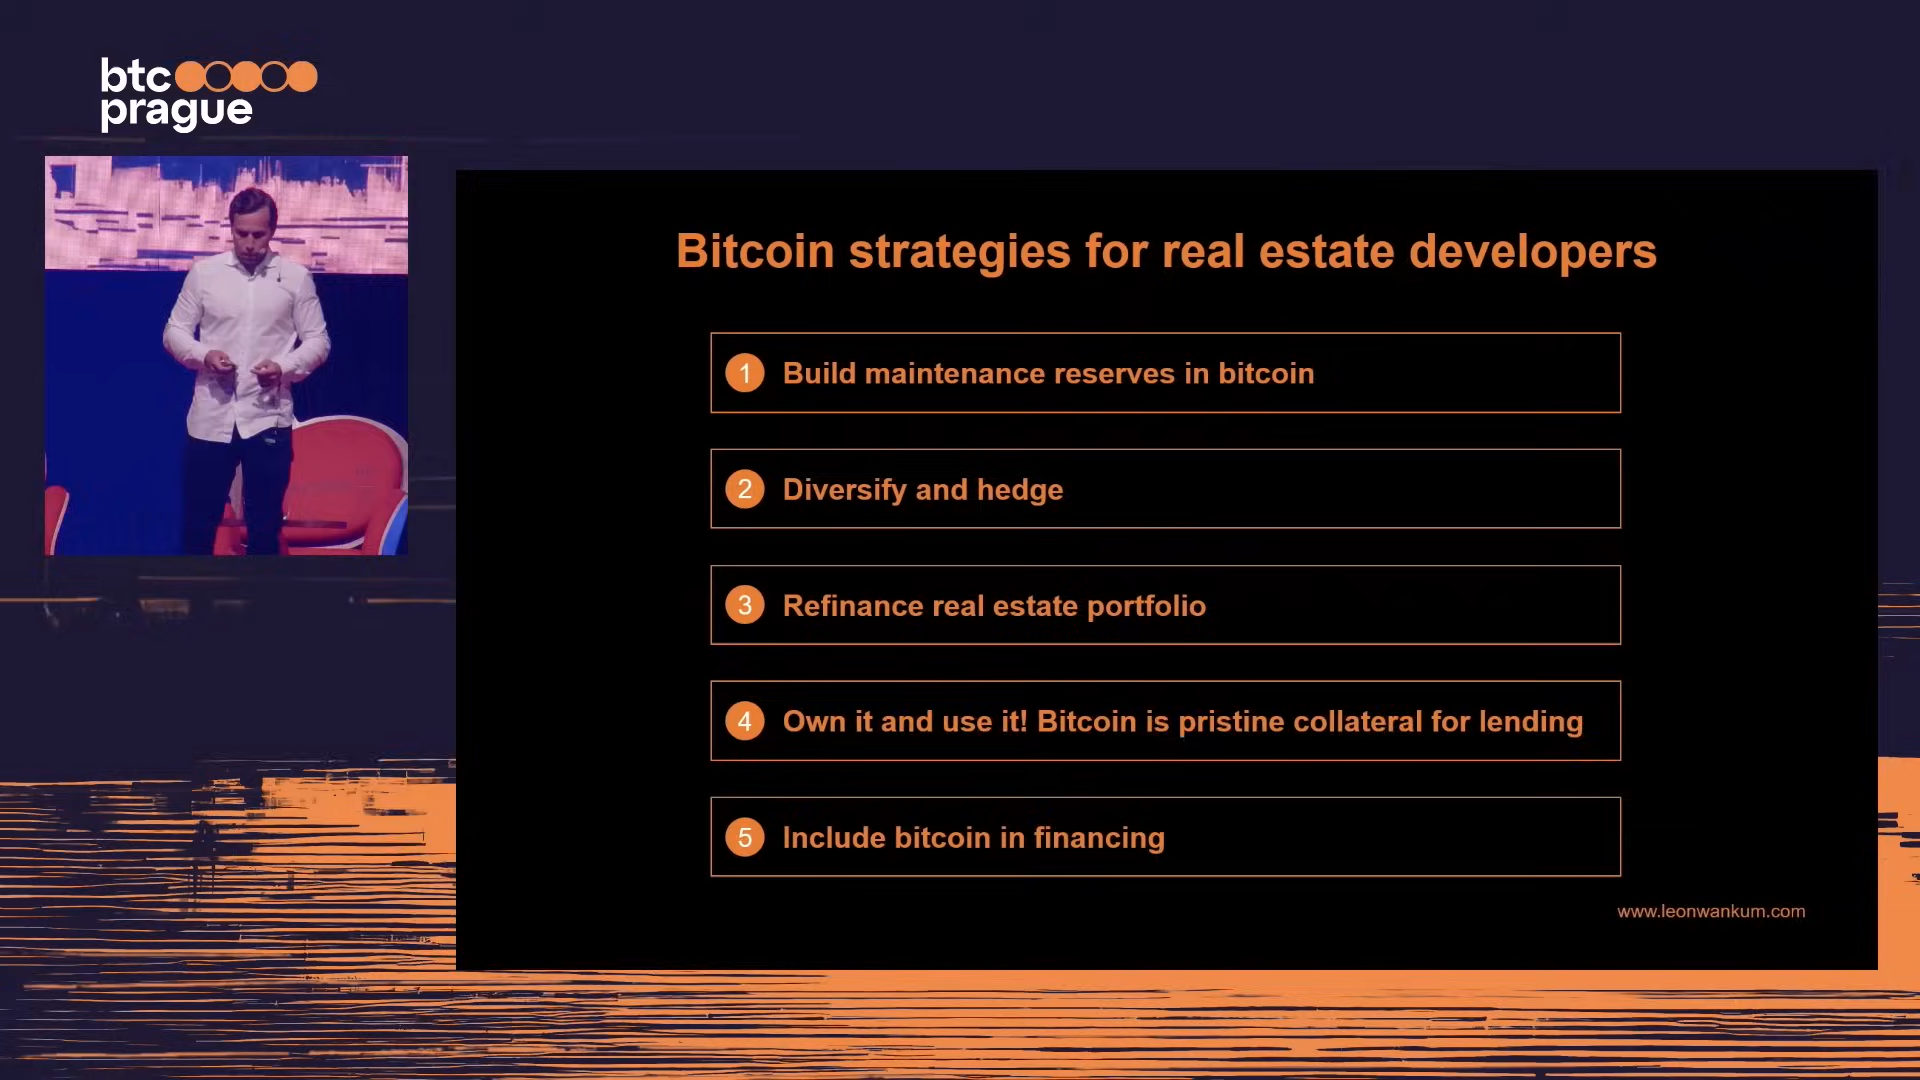 btc
prague
Bitcoin strategies for real estate developers
1 Build maintenance reserves in bitcoin
2 Diversify and hedge
3 Refinance real estate portfolio
4 Own it and use it! Bitcoin is pristine collateral for lending
5 Include bitcoin in financing
www.leonwankum.com